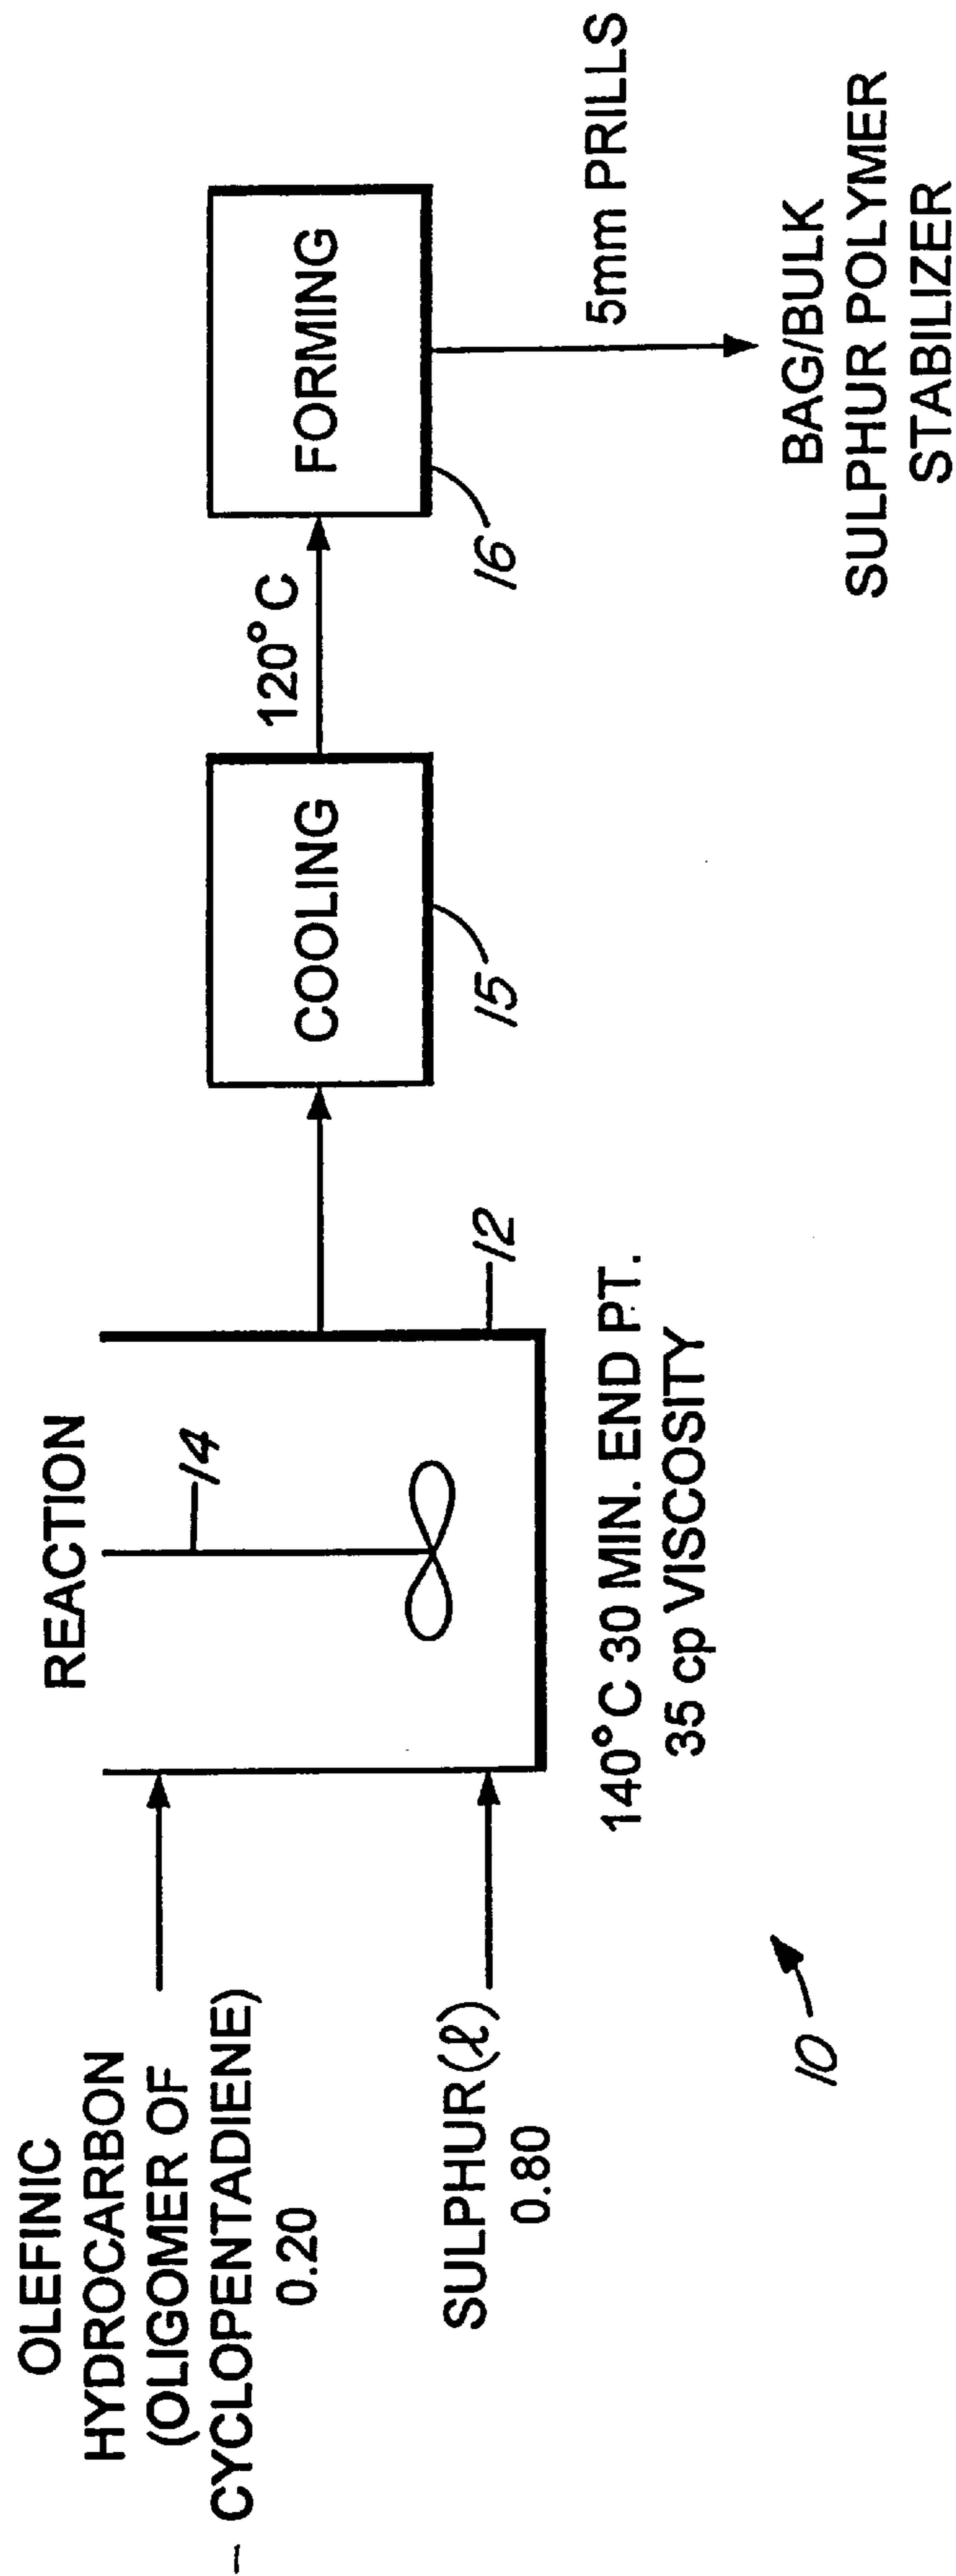 OLEFINIC
HYDROCARBON
(OLIGOMER OF
CYCLOPENTADIENE)
0.20
SULPHUR(ℓ)
0.80
REACTION
14
12
140°C 30 MIN. END PT.
35 cp VISCOSITY
COOLING
15
120°C
FORMING
16
5mm PRILLS
BAG/BULK
SULPHUR POLYMER
STABILIZER
10